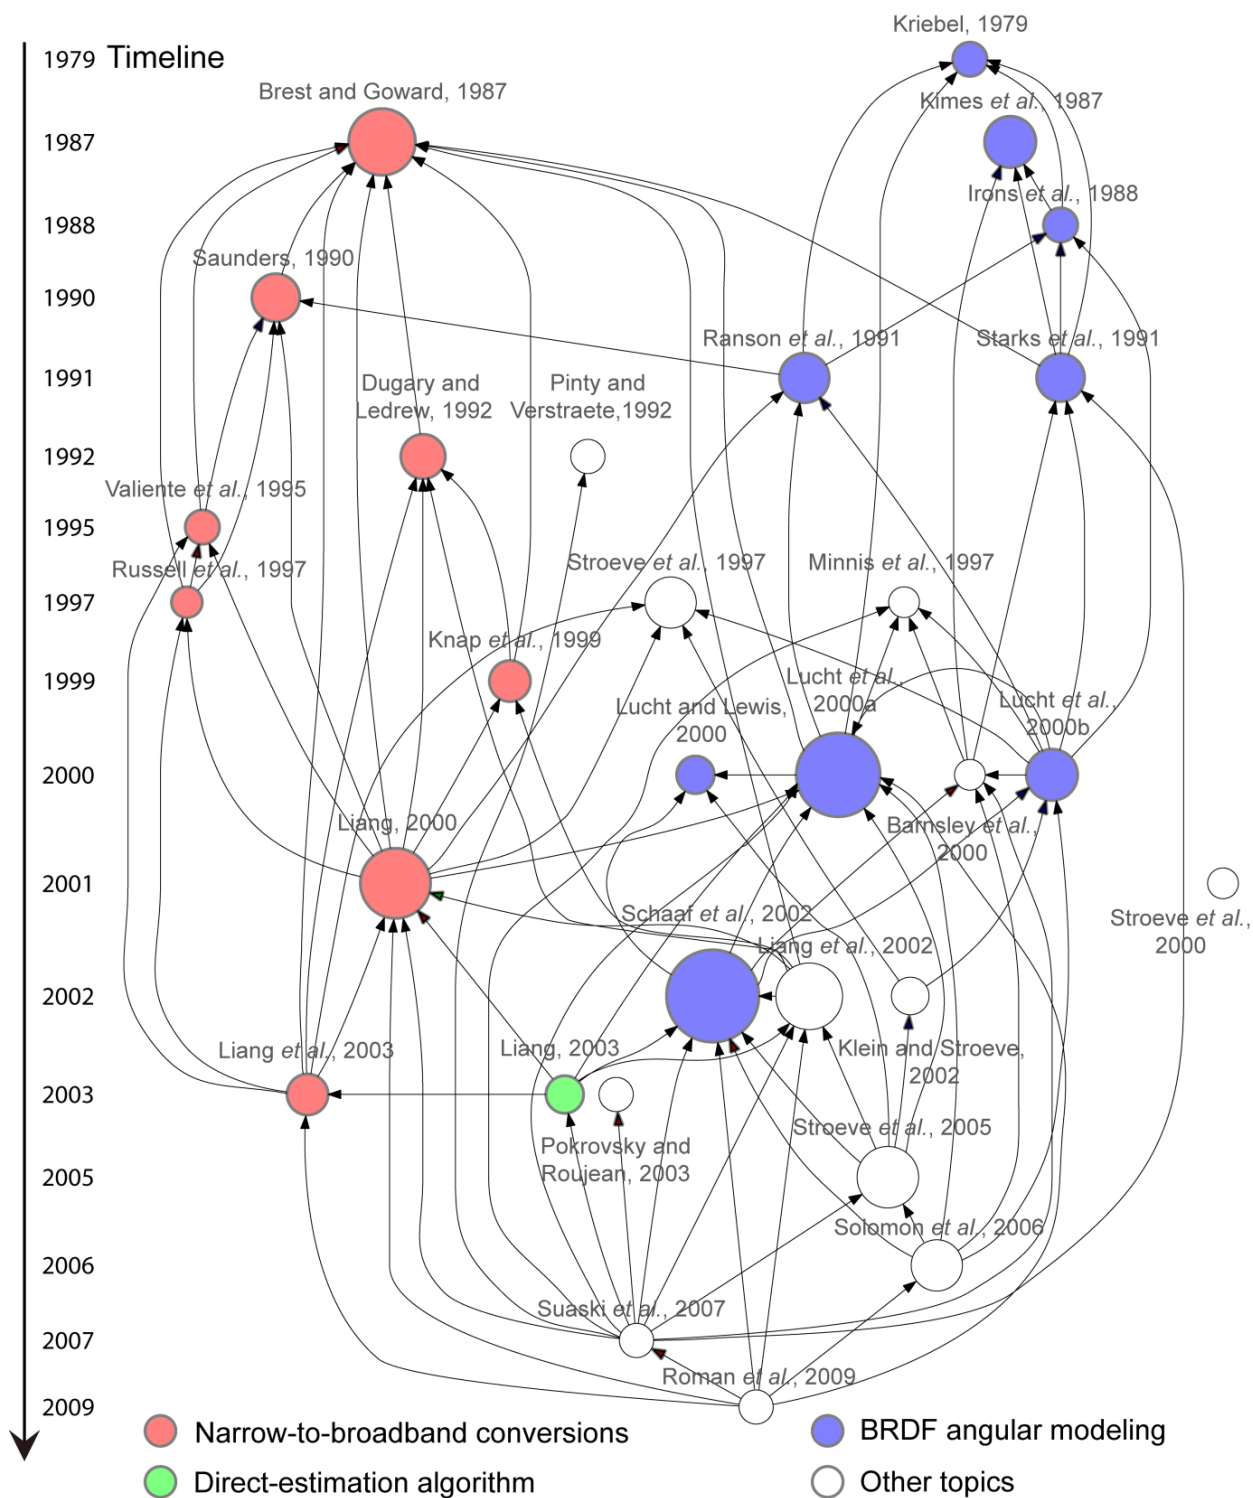 Kriebel, 1979
1979 Timeline
Brest and Goward, 1987
Kimes et al., 1987
1987
Irons et al., 1988
1988
Saunders, 1990
1990
Ranson et al., 1991
Starks et al., 1991
1991
Dugary and
Ledrew, 1992
Pinty and
Verstraete,1992
1992
Valiente et al., 1995
1995
Russell et al., 1997
Stroeve et al., 1997
Minnis et al., 1997
1997
Knap et al., 1999
1999
Lucht et al.,
2000a
Lucht and Lewis,
2000
Lucht et al.,
2000b
2000
Liang, 2000
Barnsley et al.,
2000
2001
Stroeve et al.,
2000
Schaaf et al., 2002
Liang et al., 2002
2002
Klein and Stroeve,
2002
Liang et al., 2003
Liang, 2003
2003
Pokrovsky and
Roujean, 2003
Stroeve et al., 2005
2005
Solomon et al., 2006
2006
Suaski et al., 2007
2007
Roman et al., 2009
2009
Narrow-to-broadband conversions
BRDF angular modeling
Direct-estimation algorithm
Other topics